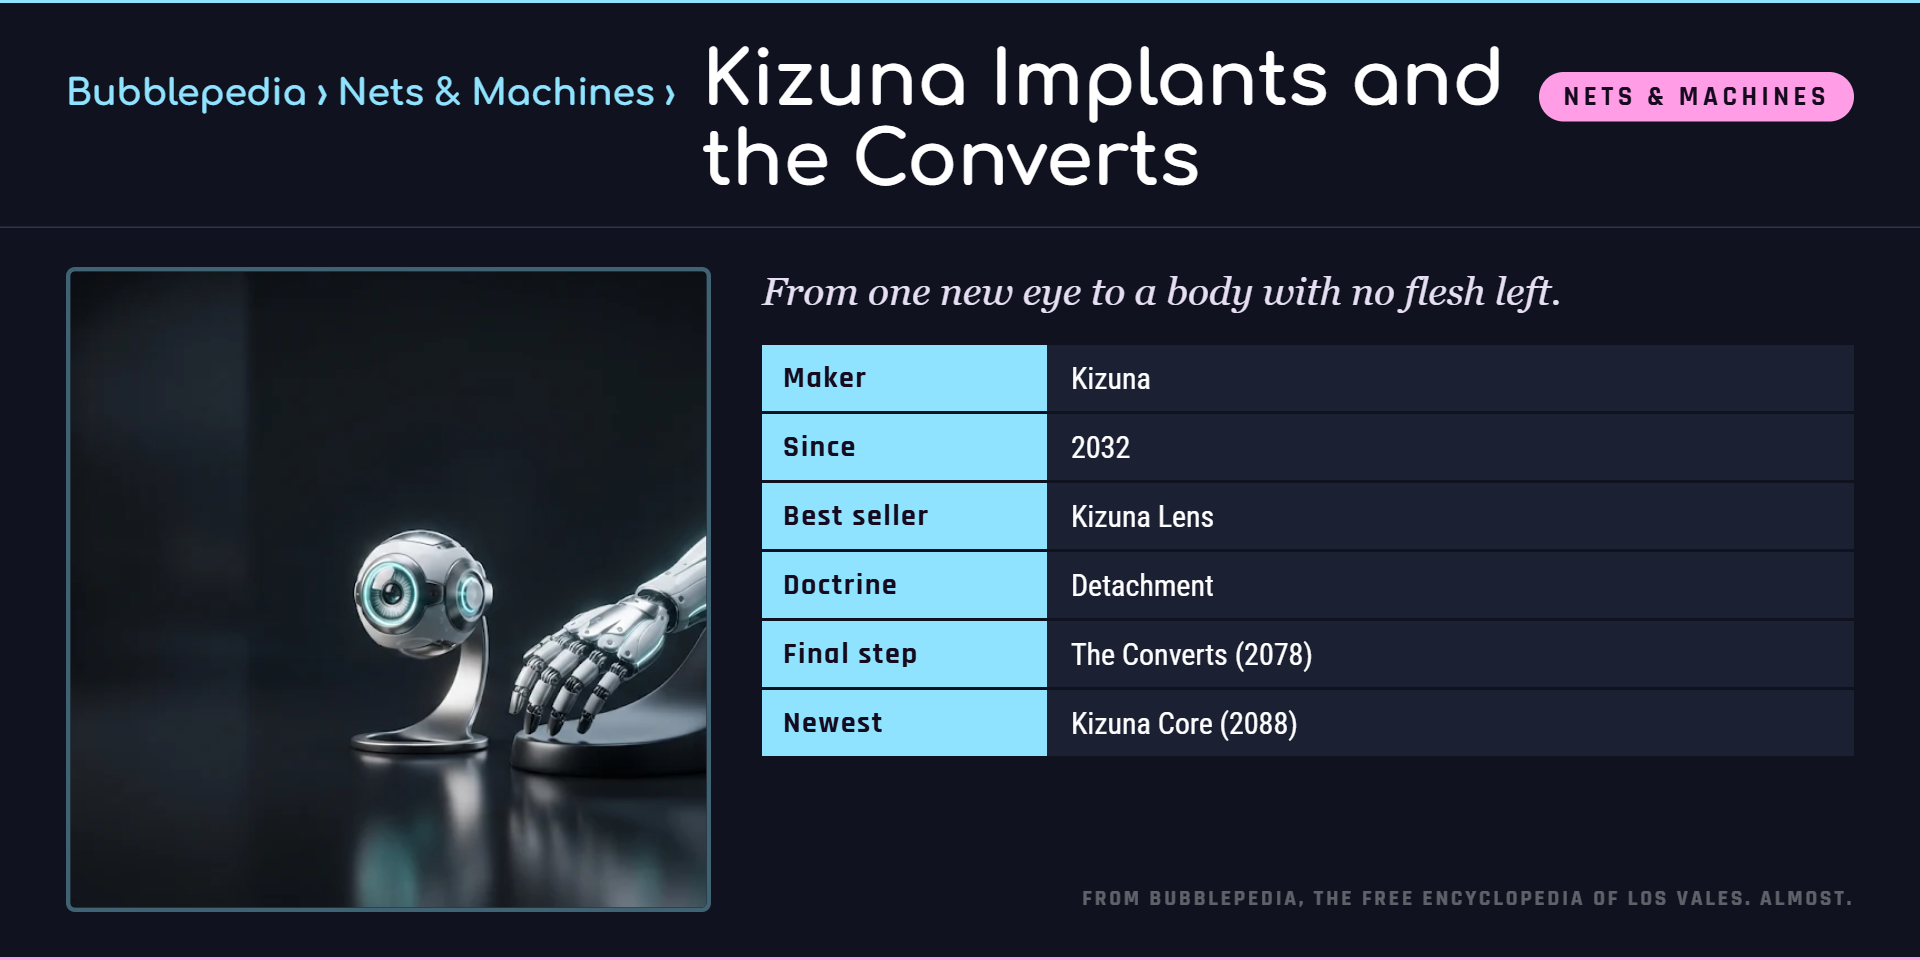 Bubblepedia › Nets & Machines ›
Kizuna Implants and
the Converts
NETS & MACHINES
From one new eye to a body with no flesh left.
Maker Kizuna
Since 2032
Best seller Kizuna Lens
Doctrine Detachment
Final step The Converts (2078)
Newest Kizuna Core (2088)
FROM BUBBLEPEDIA, THE FREE ENCYCLOPEDIA OF LOS VALES. ALMOST.